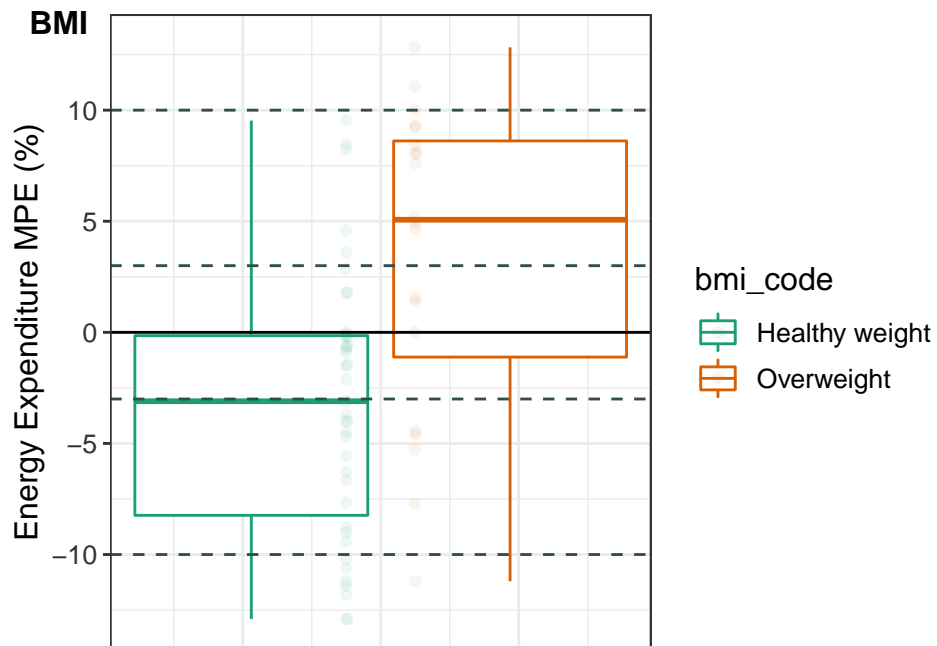 BMI
Energy Expenditure MPE (%)
10
5
0
−5
−10
bmi_code
Healthy weight
Overweight